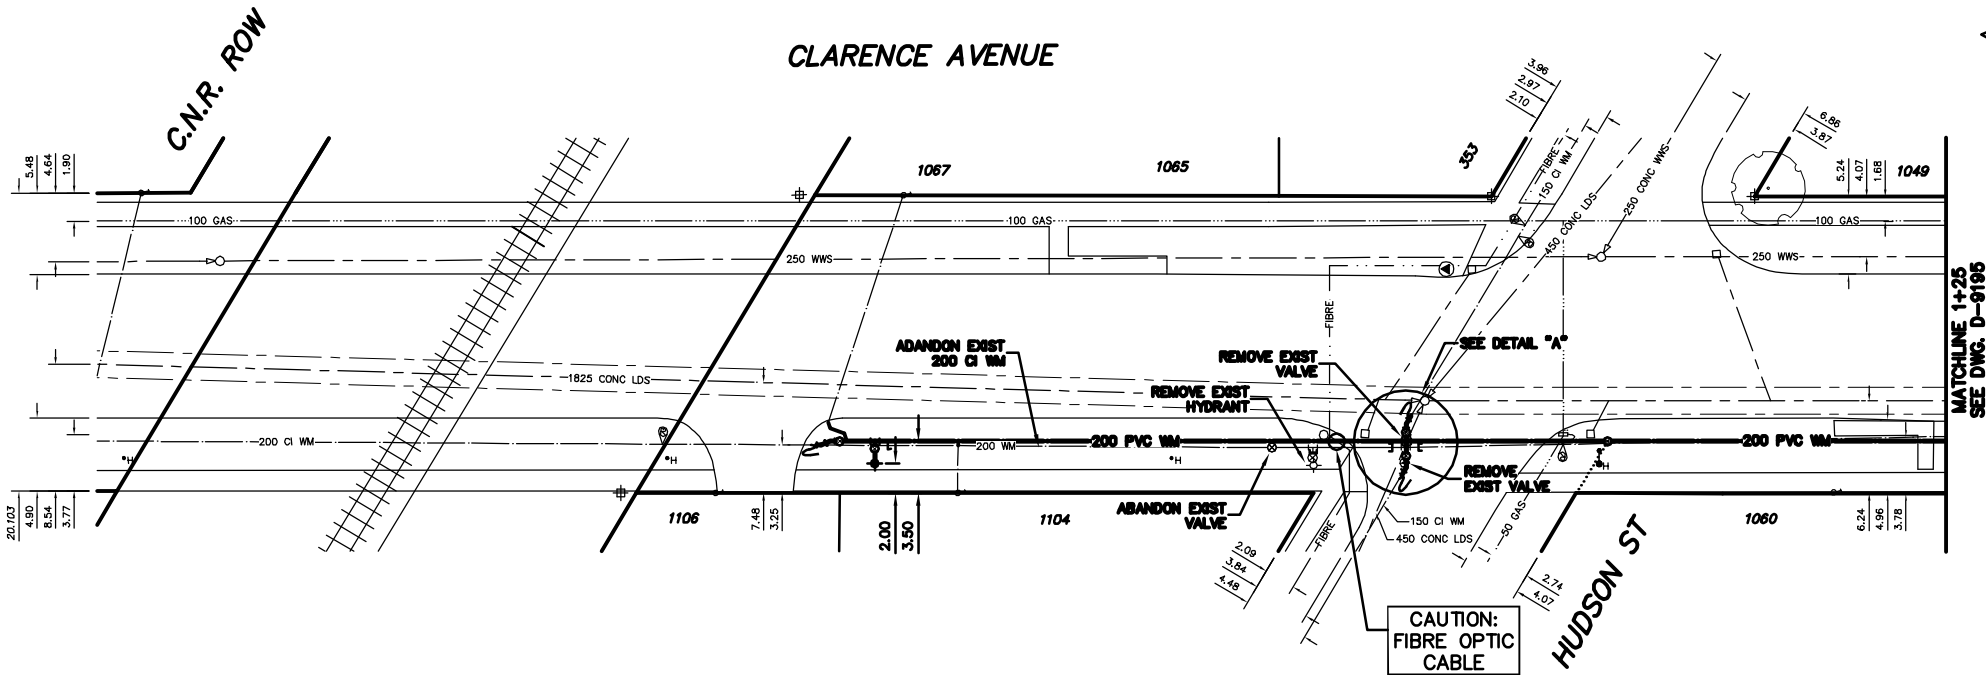 CLARENCE AVENUE
C.N.R. ROW
5.48
4.64
1.90
1067
1065
353
3.96
2.97
2.10
6.86
3.87
5.24
4.07
1.68
1049
100 GAS
100 GAS
100 GAS
FIBRE
150 CI WM
450 CONC LDS
250 CONC WWS
250 WWS
250 WWS
MATCHLINE 1+25
SEE DWG. D-9195
FIBRE
ABANDON EXIST
200 CI WM
REMOVE EXIST
VALVE
SEE DETAIL "A"
1825 CONC LDS
REMOVE EXIST
HYDRANT
200 CI WM
200 WM
200 PVC WM
200 PVC WM
H
H
H
H
REMOVE
EXIST VALVE
ABANDON EXIST
VALVE
20.103
4.90
8.54
3.77
1106
7.48
3.25
2.00
3.50
1104
FIBRE
150 CI WM
450 CONC LDS
50 GAS
1060
6.24
4.96
3.78
2.09
3.84
4.48
2.74
4.07
HUDSON ST
CAUTION:
FIBRE OPTIC
CABLE